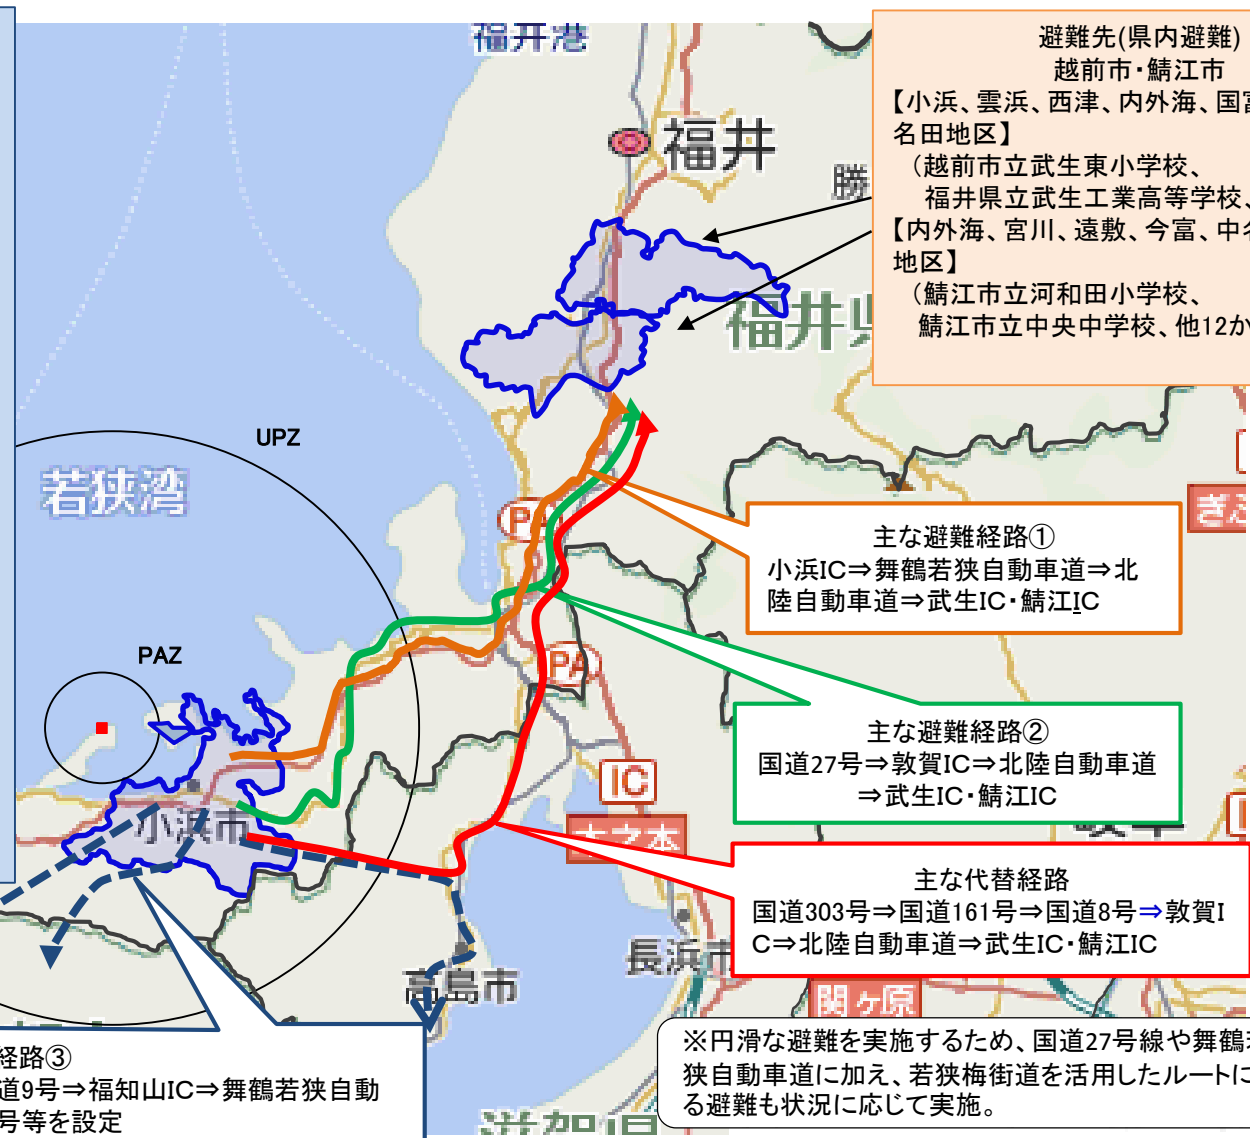 福井港
避難先(県内避難)
越前市・鯖江市
【小浜、雲浜、西津、内外海、国富
名田地区】
（越前市立武生東小学校、
福井県立武生工業高等学校、
【内外海、宮川、遠敷、今富、中名
地区】
（鯖江市立河和田小学校、
鯖江市立中央中学校、他12か
福井
勝
福井県
UPZ
若狭湾
PA
ぎふ
主な避難経路①
小浜IC⇒舞鶴若狭自動車道⇒北
陸自動車道⇒武生IC・鯖江IC
PAZ
PA
主な避難経路②
国道27号⇒敦賀IC⇒北陸自動車道
⇒武生IC・鯖江IC
IC
小浜市
木之本
岐阜
主な代替経路
国道303号⇒国道161号⇒国道8号⇒敦賀I
C⇒北陸自動車道⇒武生IC・鯖江IC
長浜市
高島市
関ヶ原
経路③
道9号⇒福知山IC⇒舞鶴若狭自動
号等を設定
※円滑な避難を実施するため、国道27号線や舞鶴若
狭自動車道に加え、若狭梅街道を活用したルートに
る避難も状況に応じて実施。
滋賀県